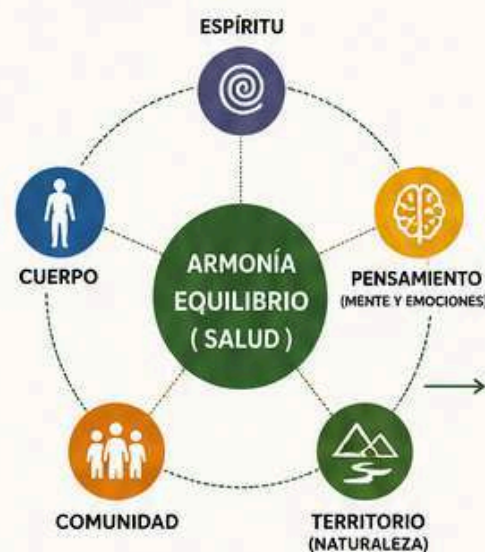 ESPÍRITU
CUERPO
ARMONÍA
EQUILIBRIO
( SALUD )
PENSAMIENTO
(MENTE Y EMOCIONES)
COMUNIDAD
TERRITORIO
(NATURALEZA)